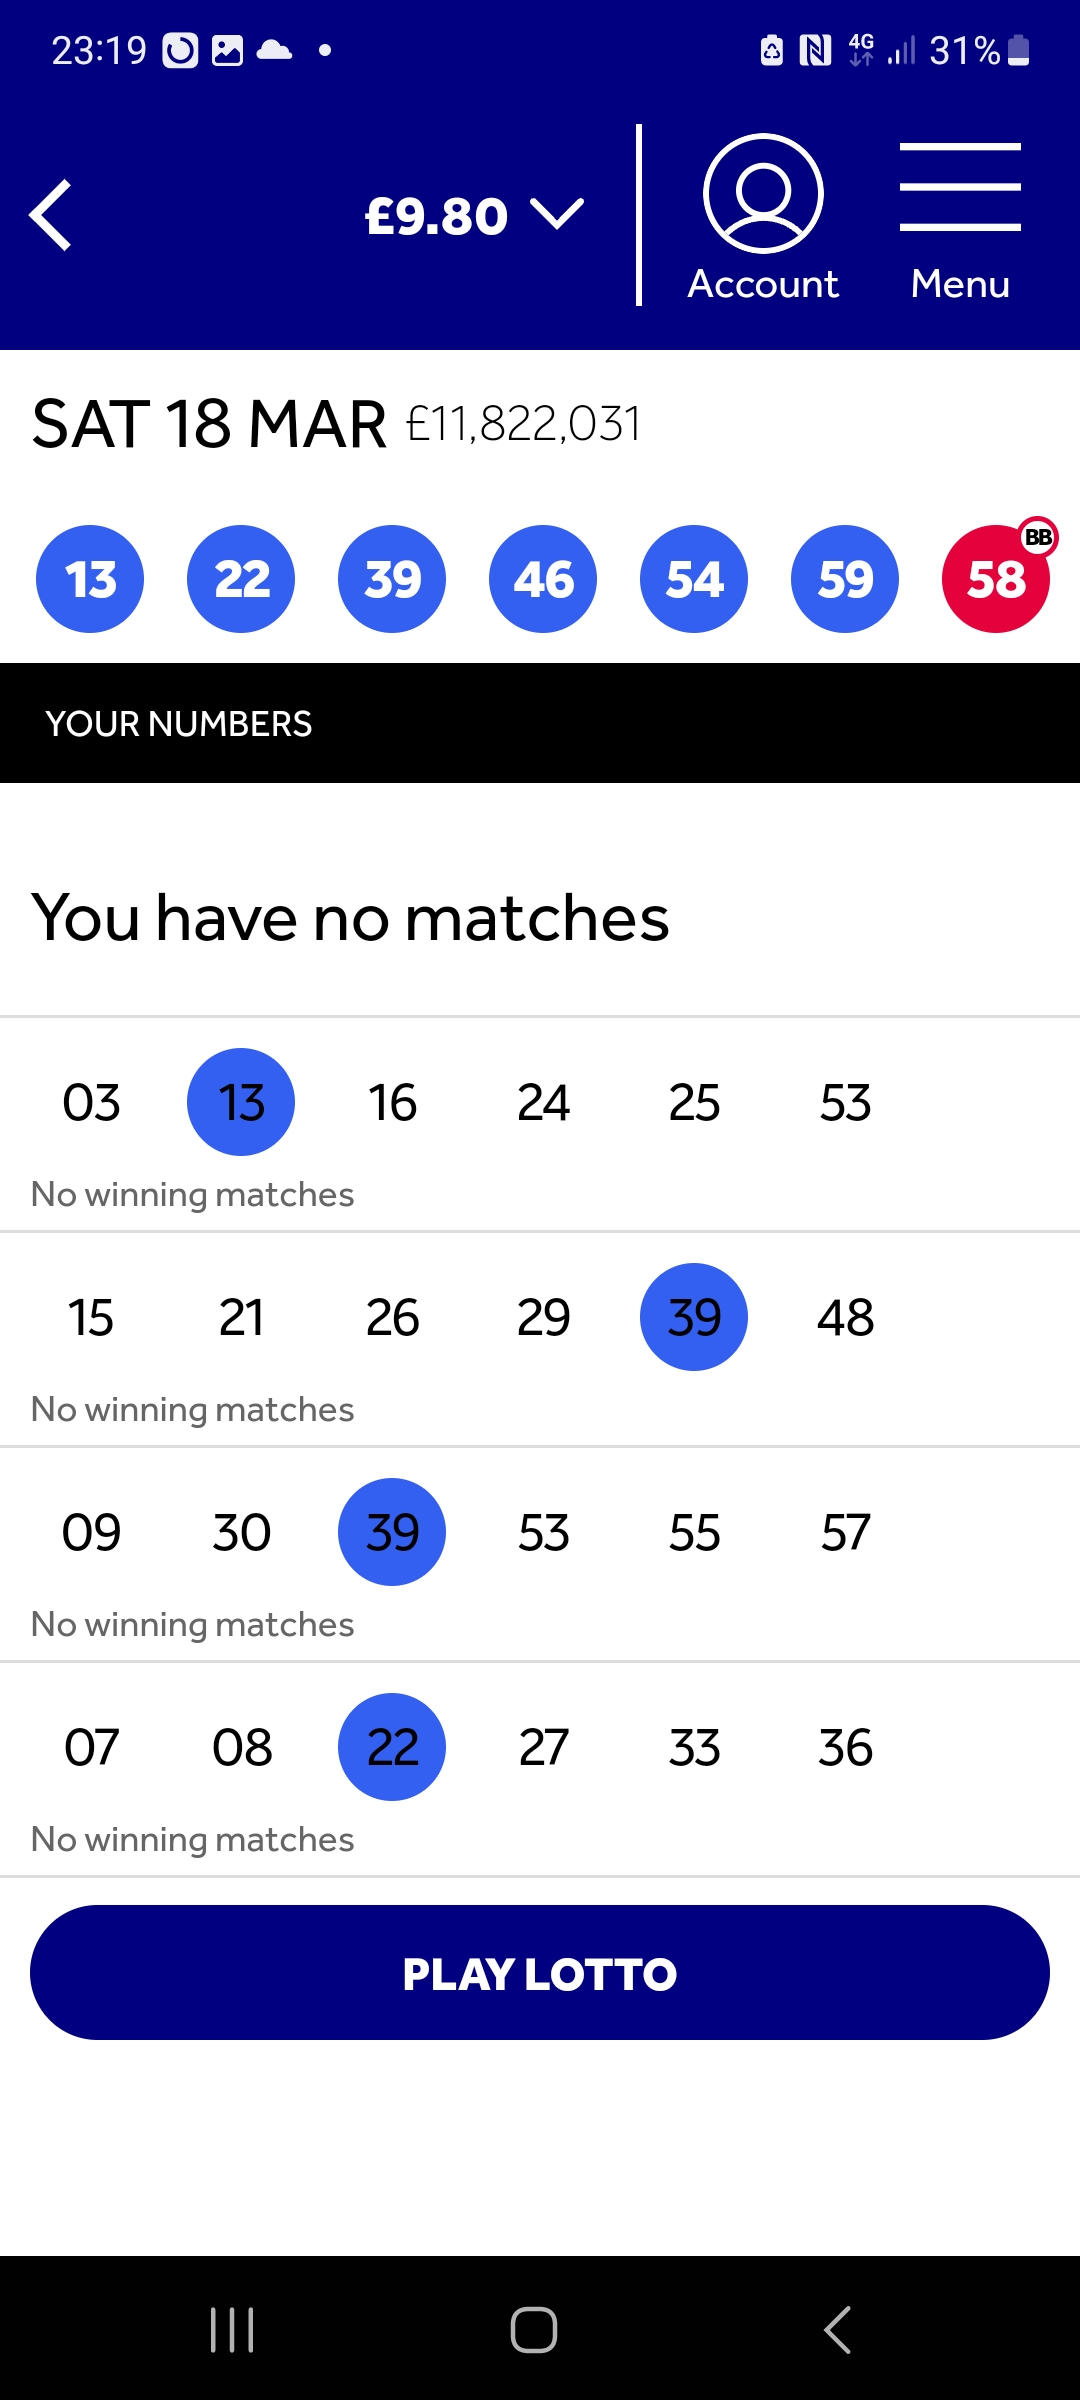 23:19 4G 31%
£9.80
Account Menu
SAT 18 MAR £11,822,031
BB
13 22 39 46 54 59 58
YOUR NUMBERS
You have no matches
03 13 16 24 25 53
No winning matches
15 21 26 29 39 48
No winning matches
09 30 39 53 55 57
No winning matches
07 08 22 27 33 36
No winning matches
PLAY LOTTO